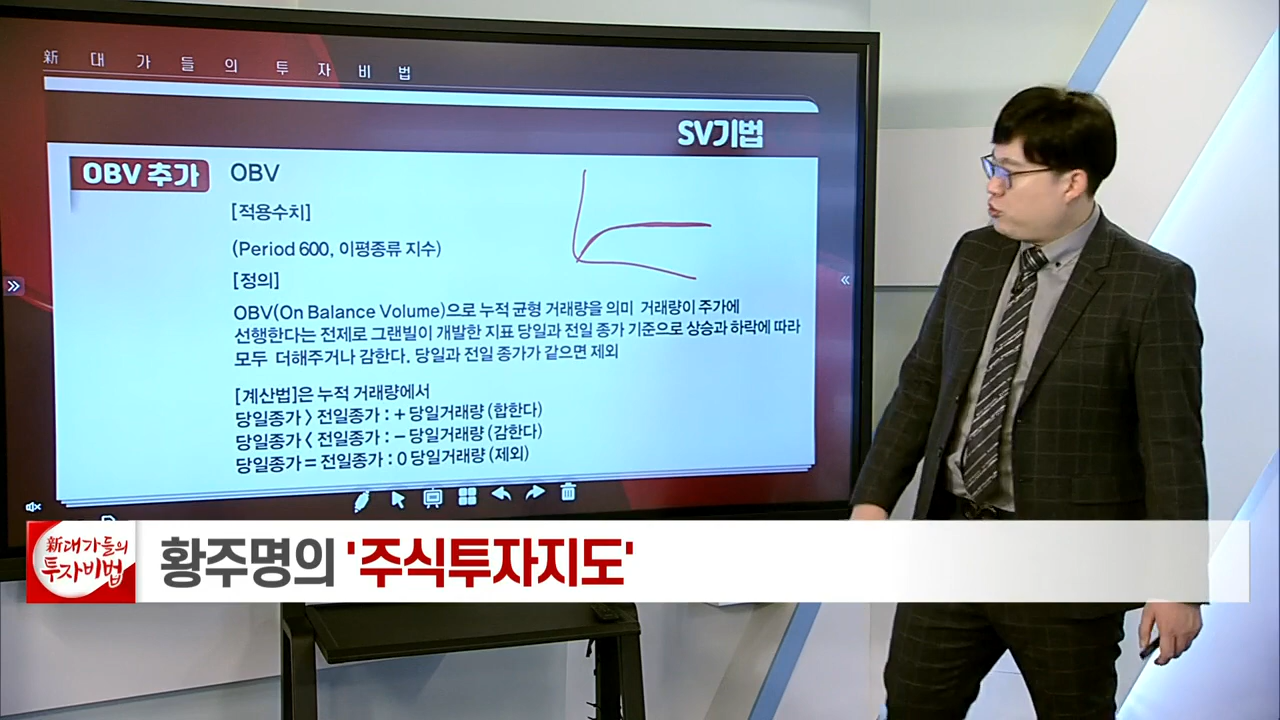 新 대 가 들 의 투 자 비 법
SV기법
OBV 추가
OBV
[적용수치]
(Period 600, 이평종류 지수)
[정의]
OBV(On Balance Volume)으로 누적 균형 거래량을 의미 거래량이 주가에
선행한다는 전제로 그랜빌이 개발한 지표 당일과 전일 종가 기준으로 상승과 하락에 따라
모두 더해주거나 감한다. 당일과 전일 종가가 같으면 제외
[계산법]은 누적 거래량에서
당일종가 > 전일종가 : + 당일거래량 (합한다)
당일종가 < 전일종가 : − 당일거래량 (감한다)
당일종가 = 전일종가 : 0 당일거래량 (제외)
新대가들의
투자비법
황주명의 '주식투자지도'